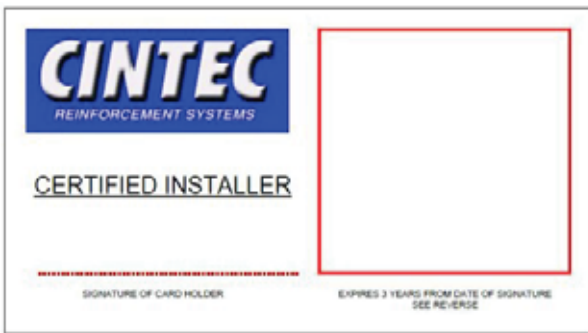 CINTEC
REINFORCEMENT SYSTEMS
CERTIFIED INSTALLER
SIGNATURE OF CARD HOLDER
EXPIRES 3 YEARS FROM DATE OF SIGNATURE
SEE REVERSE